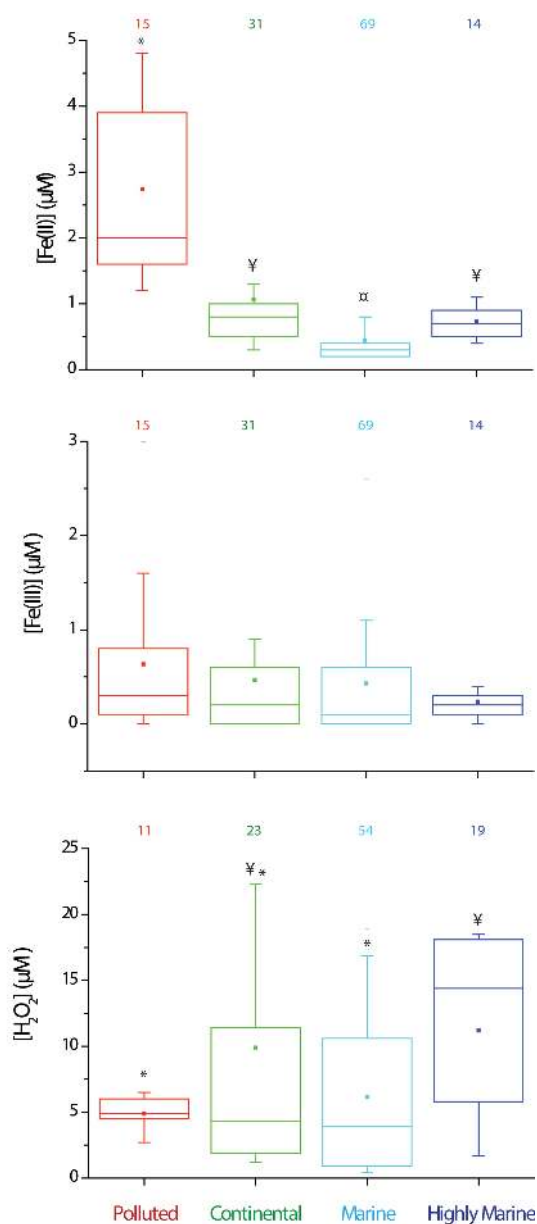 15 31 69 14
*
5
4
3
2
1
0
[Fe(II)] (µM)
¥ ¤ ¥
15 31 69 14
3
2
1
0
[Fe(III)] (µM)
11 23 54 19
25
20
15
10
5
0
[H₂O₂] (µM)
* ¥ * * ¥
Polluted Continental Marine Highly Marine